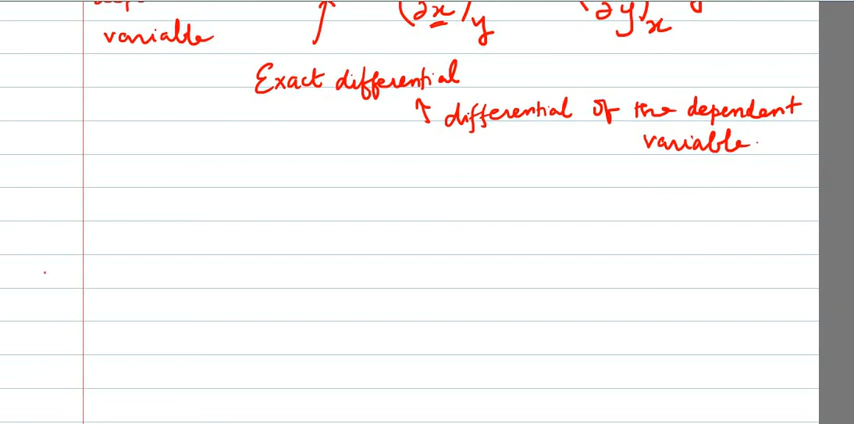 (∂x)y (∂y)x
variable
Exact differential
↑ differential of the dependent
variable.